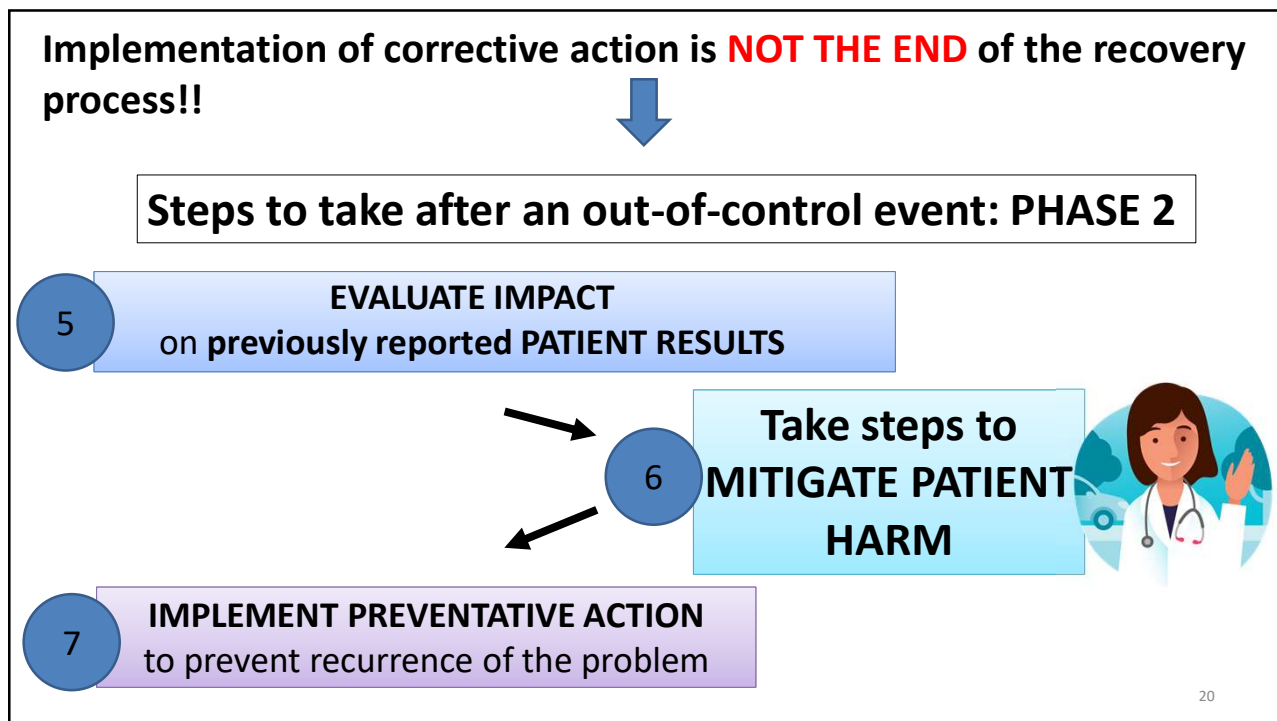 Implementation of corrective action is NOT THE END of the recovery
process!!
Steps to take after an out-of-control event: PHASE 2
5
EVALUATE IMPACT
on previously reported PATIENT RESULTS
6
Take steps to
MITIGATE PATIENT
HARM
7
IMPLEMENT PREVENTATIVE ACTION
to prevent recurrence of the problem
20